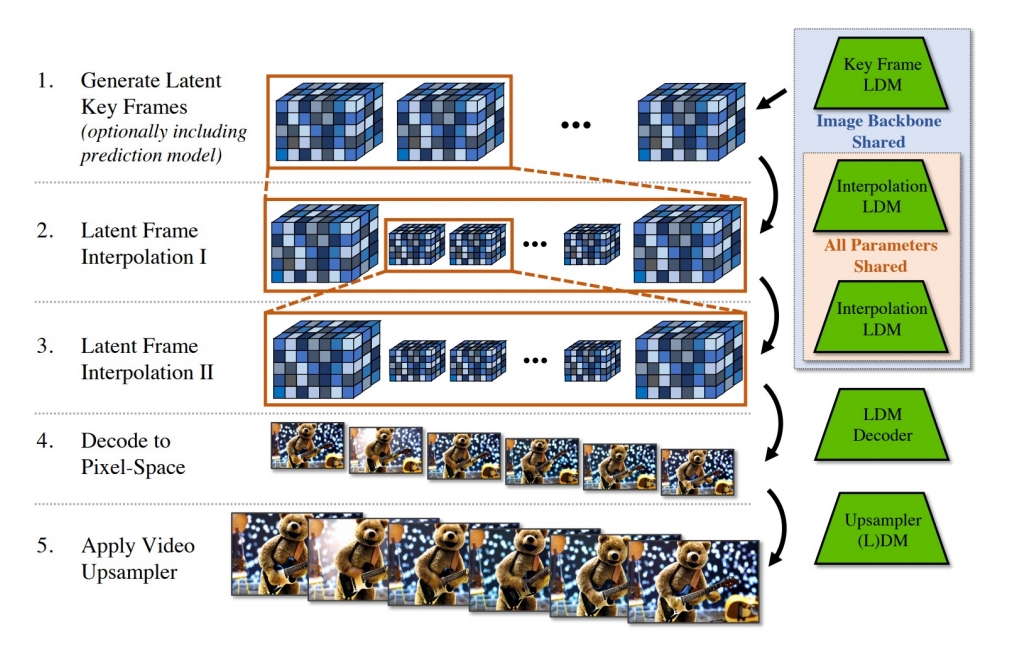 1. Generate Latent
Key Frames
(optionally including
prediction model)
2. Latent Frame
Interpolation I
3. Latent Frame
Interpolation II
4. Decode to
Pixel-Space
5. Apply Video
Upsampler
•••
•••
•••
Key Frame
LDM
Image Backbone
Shared
Interpolation
LDM
All Parameters
Shared
Interpolation
LDM
LDM
Decoder
Upsampler
(L)DM